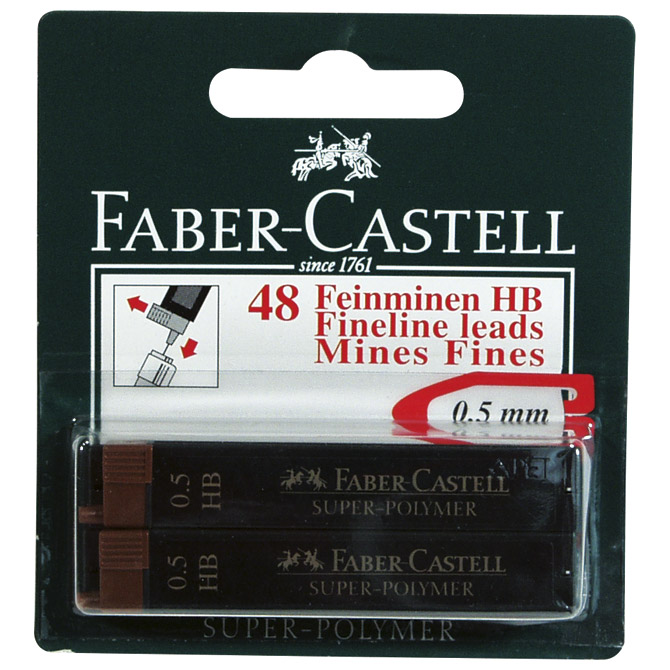 FABER-CASTELL
since 1761
48 Feinminen HB
Fineline leads
Mines Fines
0.5 mm
APET
0.5
HB
FABER-CASTELL
SUPER-POLYMER
0.5
HB
FABER-CASTELL
SUPER-POLYMER
SUPER-POLYMER